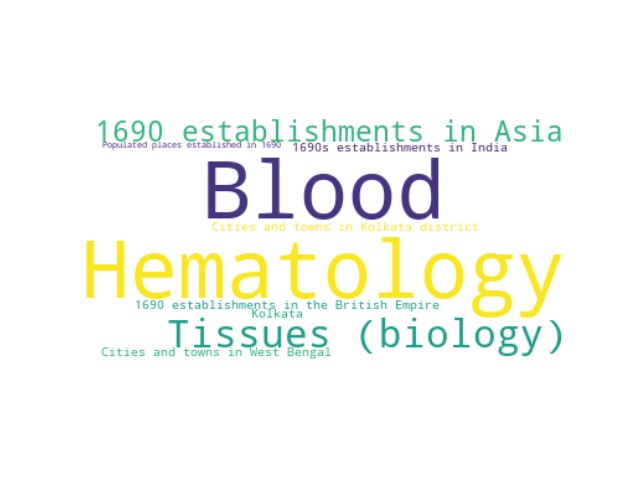 1690 establishments in Asia
Populated places established in 1690
1690s establishments in India
Blood
Cities and towns in Kolkata district
Hematology
1690 establishments in the British Empire
Kolkata
Tissues (biology)
Cities and towns in West Bengal